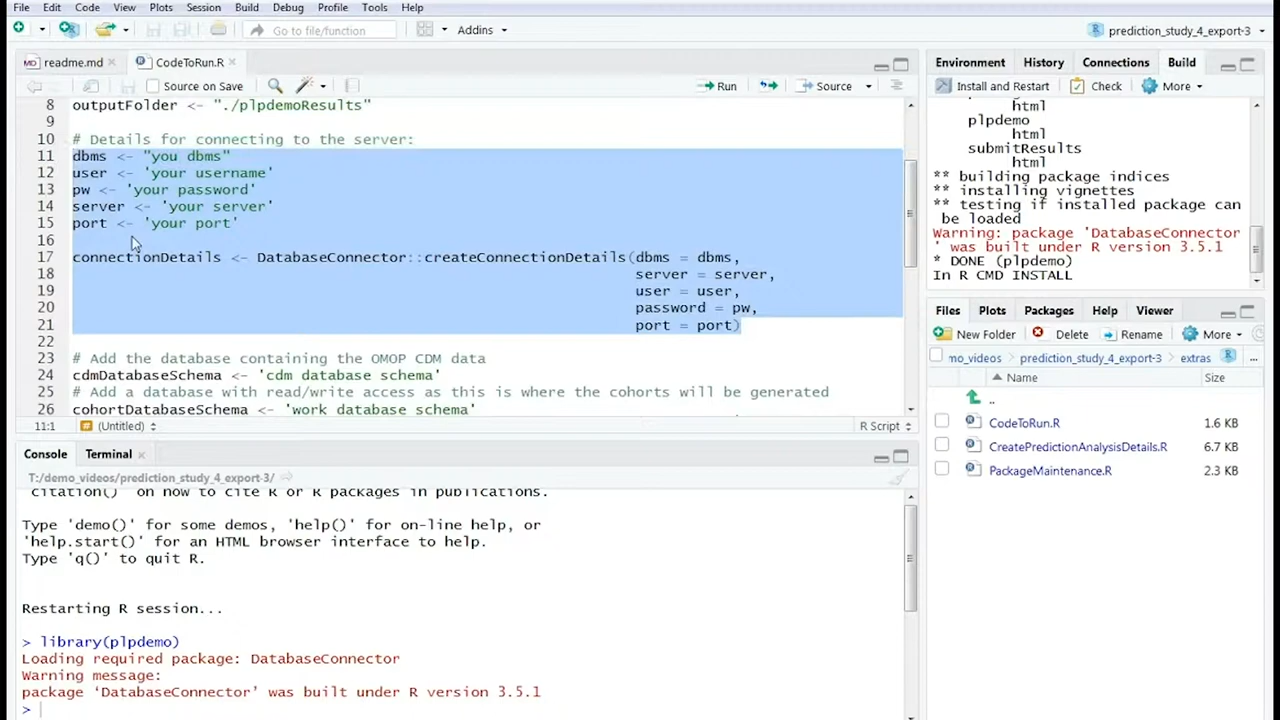 File Edit Code View Plots Session Build Debug Profile Tools Help
Go to file/function Addins prediction_study_4_export-3
readme.md CodeToRun.R
Source on Save Run Source
8 outputFolder <- "./plpdemoResults"
9
10 # Details for connecting to the server:
11 dbms <- "you dbms"
12 user <- 'your username'
13 pw <- 'your password'
14 server <- 'your server'
15 port <- 'your port'
16
17 connectionDetails <- DatabaseConnector::createConnectionDetails(dbms = dbms,
18 server = server,
19 user = user,
20 password = pw,
21 port = port)
22
23 # Add the database containing the OMOP CDM data
24 cdmDatabaseSchema <- 'cdm database schema'
25 # Add a database with read/write access as this is where the cohorts will be generated
26 cohortDatabaseSchema <- 'work database schema'
11:1 (Untitled) R Script
Console Terminal
T:/demo_videos/prediction_study_4_export-3/
citation()' on how to cite R or R packages in publications.
Type 'demo()' for some demos, 'help()' for on-line help, or
'help.start()' for an HTML browser interface to help.
Type 'q()' to quit R.
Restarting R session...
> library(plpdemo)
Loading required package: DatabaseConnector
Warning message:
package ‘DatabaseConnector’ was built under R version 3.5.1
>
Environment History Connections Build
Install and Restart Check More
html
plpdemo
html
submitResults
html
** building package indices
** installing vignettes
** testing if installed package can
be loaded
Warning: package 'DatabaseConnector
' was built under R version 3.5.1
* DONE (plpdemo)
In R CMD INSTALL
Files Plots Packages Help Viewer
New Folder Delete Rename More
mo_videos prediction_study_4_export-3 extras ...
Name Size
..
CodeToRun.R 1.6 KB
CreatePredictionAnalysisDetails.R 6.7 KB
PackageMaintenance.R 2.3 KB